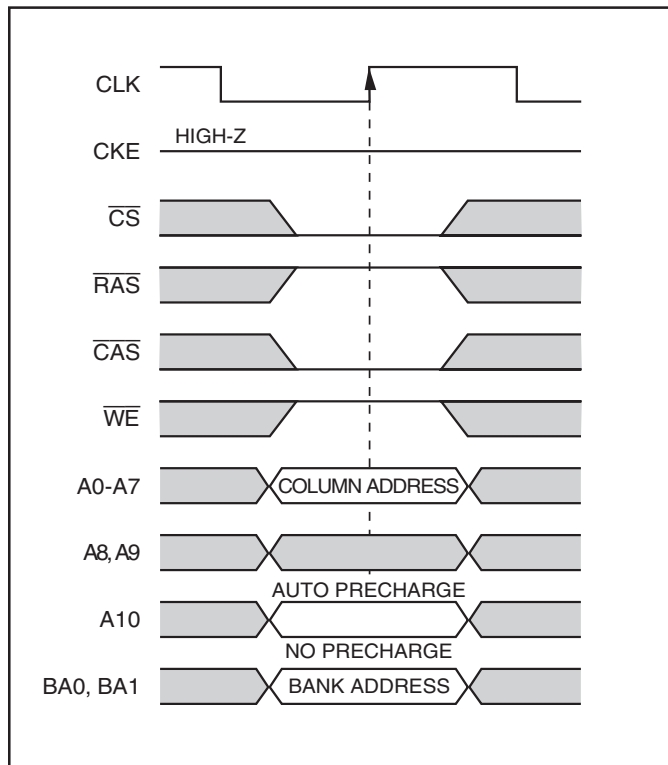 CLK
HIGH-Z
CKE
CS
RAS
CAS
WE
A0-A7 COLUMN ADDRESS
A8, A9
AUTO PRECHARGE
A10
NO PRECHARGE
BA0, BA1 BANK ADDRESS